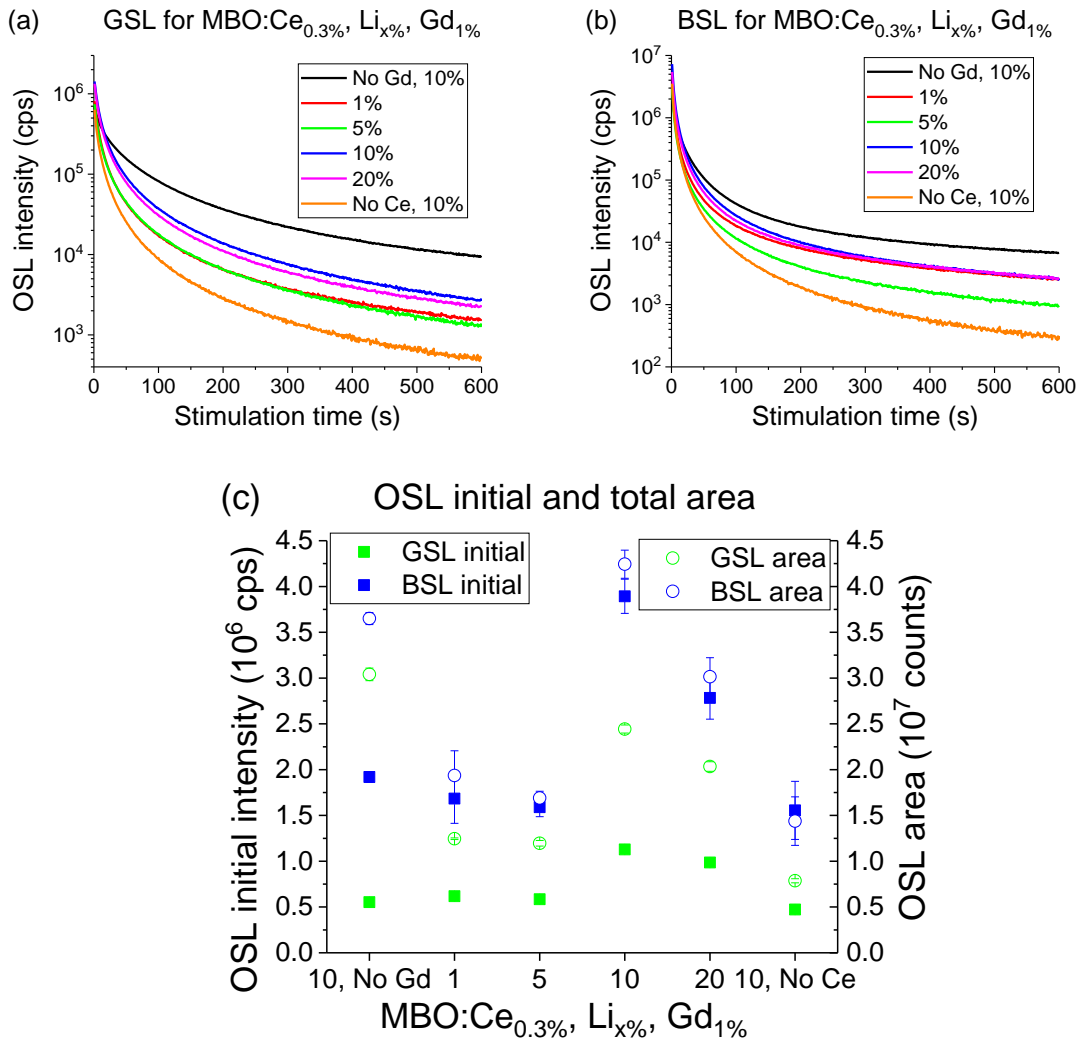 (a) GSL for MBO:Ce0.3%, Lix%, Gd1%
OSL intensity (cps)
10^6
10^5
10^4
10^3
No Gd, 10%
1%
5%
10%
20%
No Ce, 10%
0 100 200 300 400 500 600
Stimulation time (s)
(b) BSL for MBO:Ce0.3%, Lix%, Gd1%
OSL intensity (cps)
10^7
10^6
10^5
10^4
10^3
10^2
No Gd, 10%
1%
5%
10%
20%
No Ce, 10%
0 100 200 300 400 500 600
Stimulation time (s)
(c) OSL initial and total area
OSL initial intensity (10^6 cps)
4.5
4.0
3.5
3.0
2.5
2.0
1.5
1.0
0.5
0.0
GSL initial
BSL initial
GSL area
BSL area
4.5
4.0
3.5
3.0
2.5
2.0
1.5
1.0
0.5
0.0
OSL area (10^7 counts)
10, No Gd 1 5 10 20 10, No Ce
MBO:Ce0.3%, Lix%, Gd1%